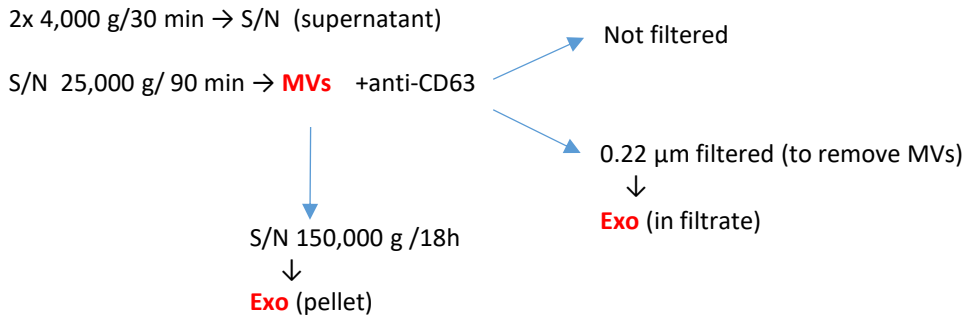 2x 4,000 g/30 min → S/N (supernatant)
Not filtered
S/N 25,000 g/ 90 min → MVs +anti-CD63
0.22 µm filtered (to remove MVs)
↓
Exo (in filtrate)
S/N 150,000 g /18h
↓
Exo (pellet)